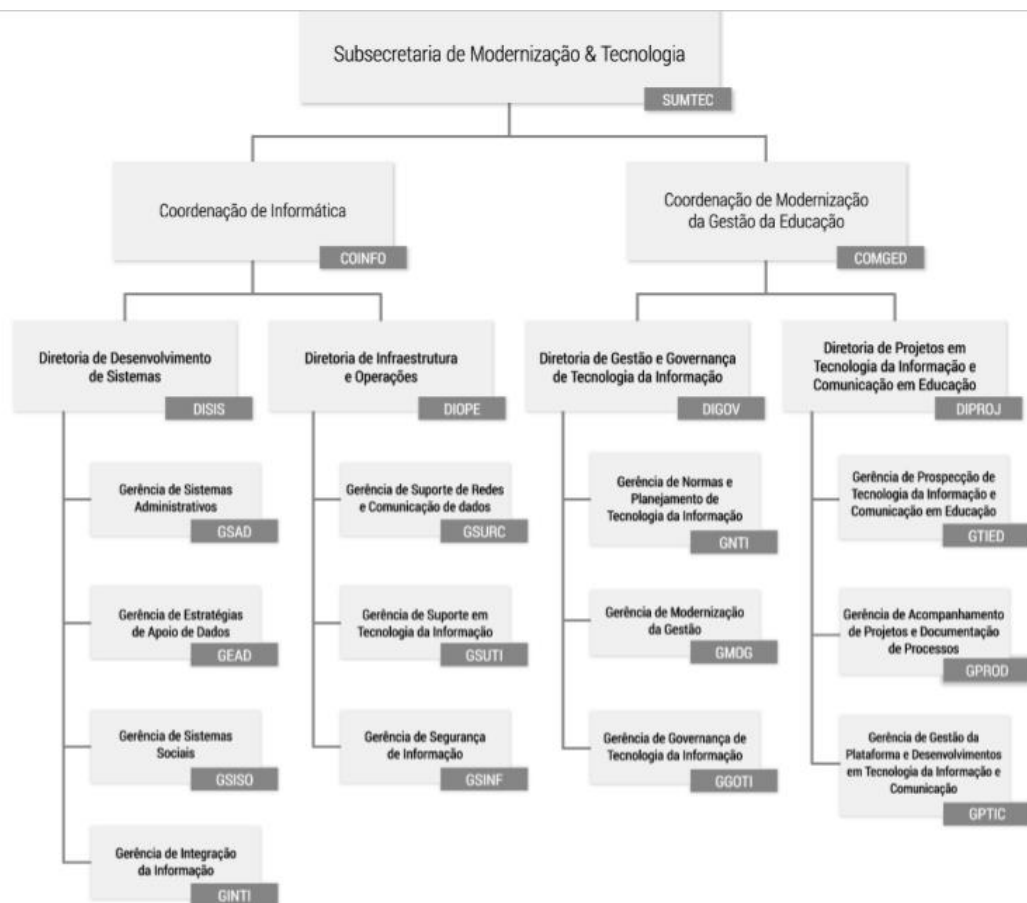 Subsecretaria de Modernização & Tecnologia
SUMTEC
Coordenação de Informática
COINFO
Coordenação de Modernização
da Gestão da Educação
COMGED
Diretoria de Desenvolvimento
de Sistemas
DISIS
Diretoria de Infraestrutura
e Operações
DIOPE
Diretoria de Gestão e Governança
de Tecnologia da Informação
DIGOV
Diretoria de Projetos em
Tecnologia da Informação e
Comunicação em Educação
DIPROJ
Gerência de Sistemas
Administrativos
GSAD
Gerência de Estratégias
de Apoio de Dados
GEAD
Gerência de Sistemas
Sociais
GSISO
Gerência de Integração
da Informação
GINTI
Gerência de Suporte de Redes
e Comunicação de dados
GSURC
Gerência de Suporte em
Tecnologia da Informação
GSUTI
Gerência de Segurança
de Informação
GSINF
Gerência de Normas e
Planejamento de
Tecnologia da Informação
GNTI
Gerência de Modernização
da Gestão
GMOG
Gerência de Governança de
Tecnologia da Informação
GGOTI
Gerência de Prospecção de
Tecnologia da Informação e
Comunicação em Educação
GTIED
Gerência de Acompanhamento
de Projetos e Documentação
de Processos
GPROD
Gerência de Gestão da
Plataforma e Desenvolvimentos
em Tecnologia da Informação e
Comunicação
GPTIC